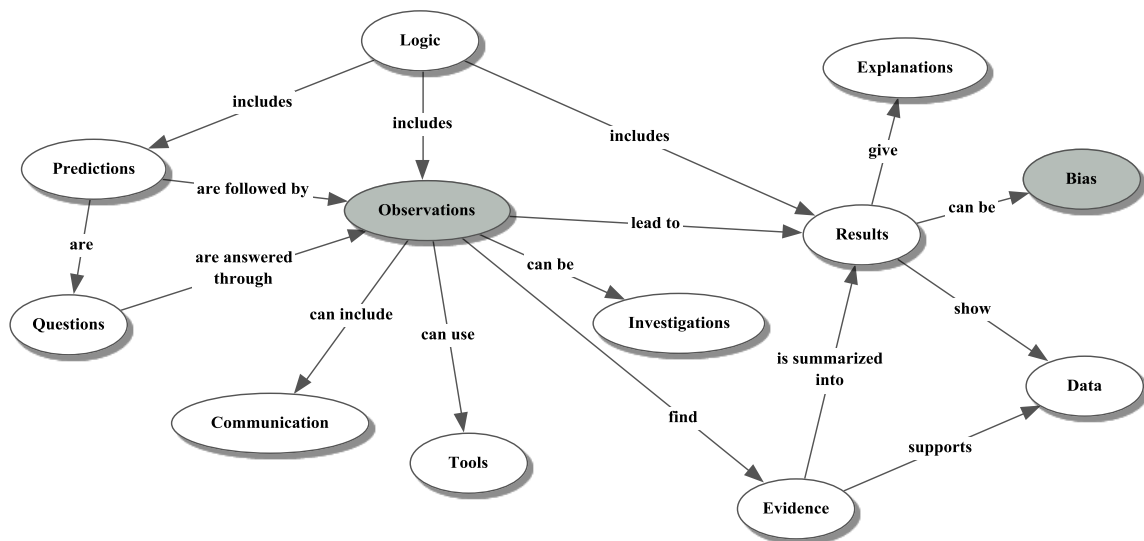 Logic
Explanations
includes
includes
includes
give
Predictions
are followed by
Observations
lead to
Results
can be
Bias
are
are answered
through
can be
Questions
can include
can use
Investigations
show
is summarized
into
Data
Communication
find
supports
Tools
Evidence